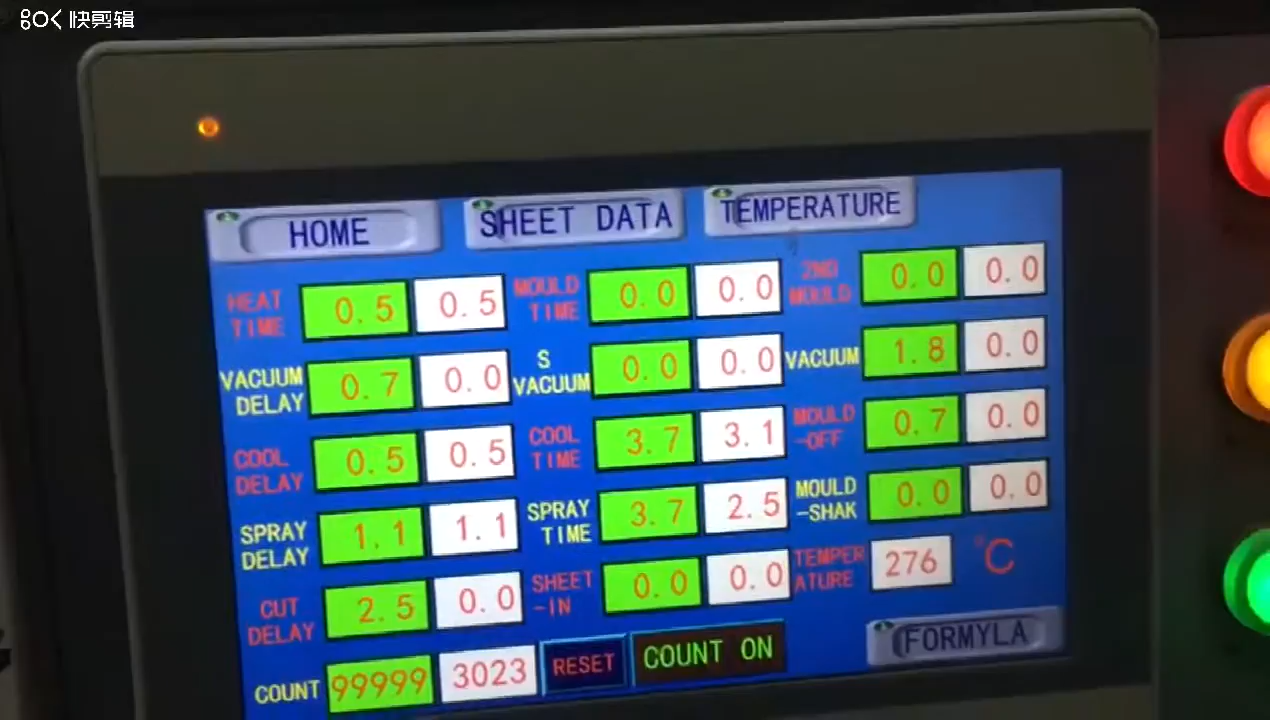 快剪辑
HOME SHEET DATA TEMPERATURE
HEAT TIME 0.5 0.5 MOULD TIME 0.0 0.0 2ND MOULD 0.0 0.0
VACUUM DELAY 0.7 0.0 S VACUUM 0.0 0.0 VACUUM 1.8 0.0
COOL DELAY 0.5 0.5 COOL TIME 3.7 3.1 MOULD -OFF 0.7 0.0
SPRAY DELAY 1.1 1.1 SPRAY TIME 3.7 2.5 MOULD -SHAK 0.0 0.0
CUT DELAY 2.5 0.0 SHEET -IN 0.0 0.0 TEMPER ATURE 276 °C
COUNT 99999 3023 RESET COUNT ON FORMYLA